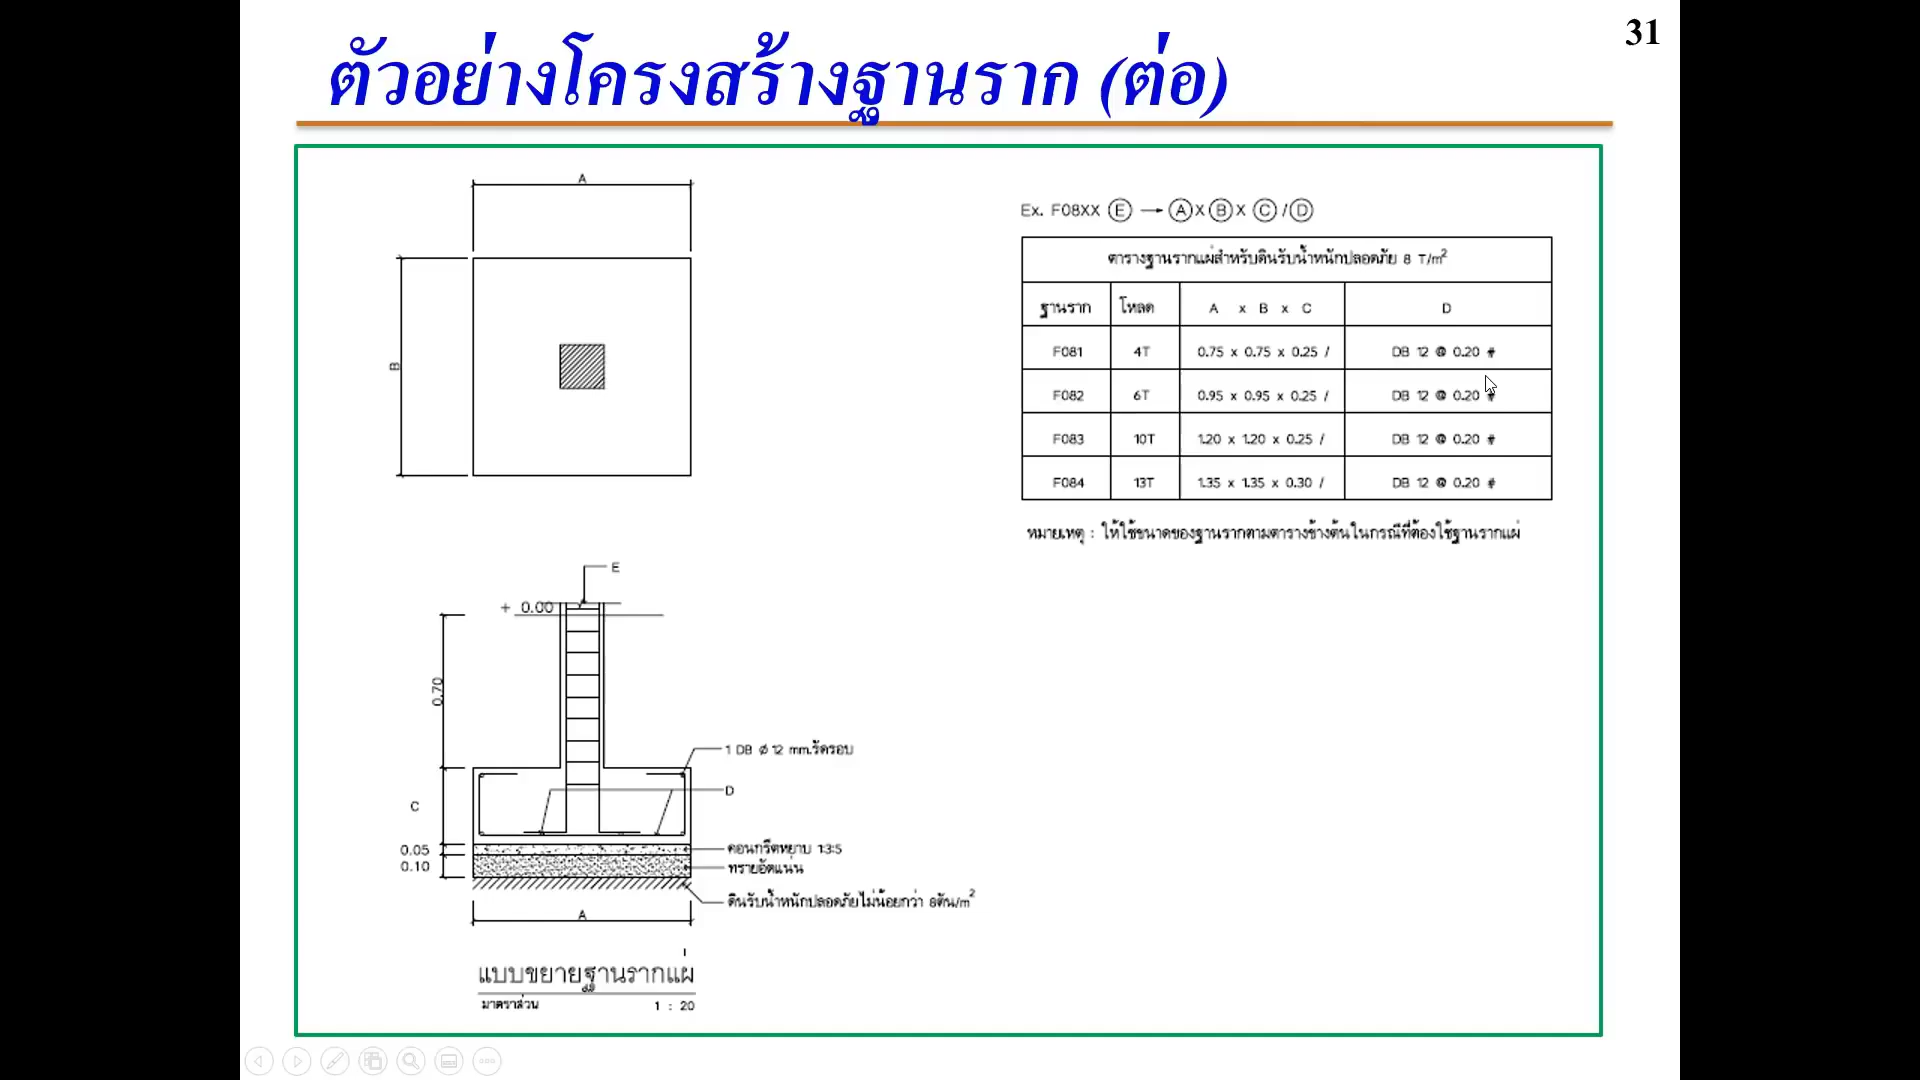 31
ตัวอย่างโครงสร้างฐานราก (ต่อ)
A
B
Ex. F08XX E → A X B X C / D
ตารางฐานรากแผ่สำหรับดินรับน้ำหนักปลอดภัย 8 T/m²
ฐานราก โหลด A x B x C D
F081 4T 0.75 x 0.75 x 0.25 / DB 12 @ 0.20 #
F082 6T 0.95 x 0.95 x 0.25 / DB 12 @ 0.20 #
F083 10T 1.20 x 1.20 x 0.25 / DB 12 @ 0.20 #
F084 13T 1.35 x 1.35 x 0.30 / DB 12 @ 0.20 #
หมายเหตุ : ให้ใช้ขนาดของฐานรากตามตารางข้างต้นในกรณีที่ต้องใช้ฐานรากแผ่
E
+ 0.00
0.70
1 DB ø 12 mm.รัดรอบ
D
C
0.05
คอนกรีตหยาบ 1:3:5
0.10
ทรายอัดแน่น
ดินรับน้ำหนักปลอดภัยไม่น้อยกว่า 8ตัน/m²
A
แบบขยายฐานรากแผ่
มาตราส่วน 1 : 20